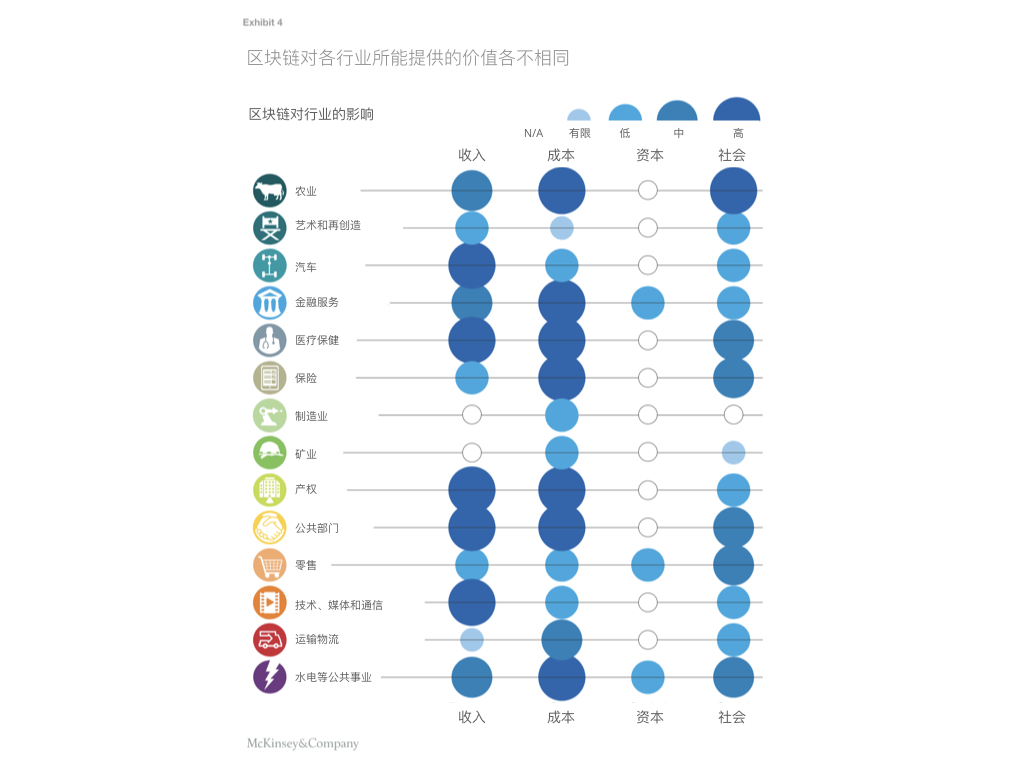 Exhibit 4
区块链对各行业所能提供的价值各不相同
区块链对行业的影响
N/A 有限 低 中 高
收入 成本 资本 社会
农业
艺术和再创造
汽车
金融服务
医疗保健
保险
制造业
矿业
产权
公共部门
零售
技术、媒体和通信
运输物流
水电等公共事业
收入 成本 资本 社会
McKinsey&Company